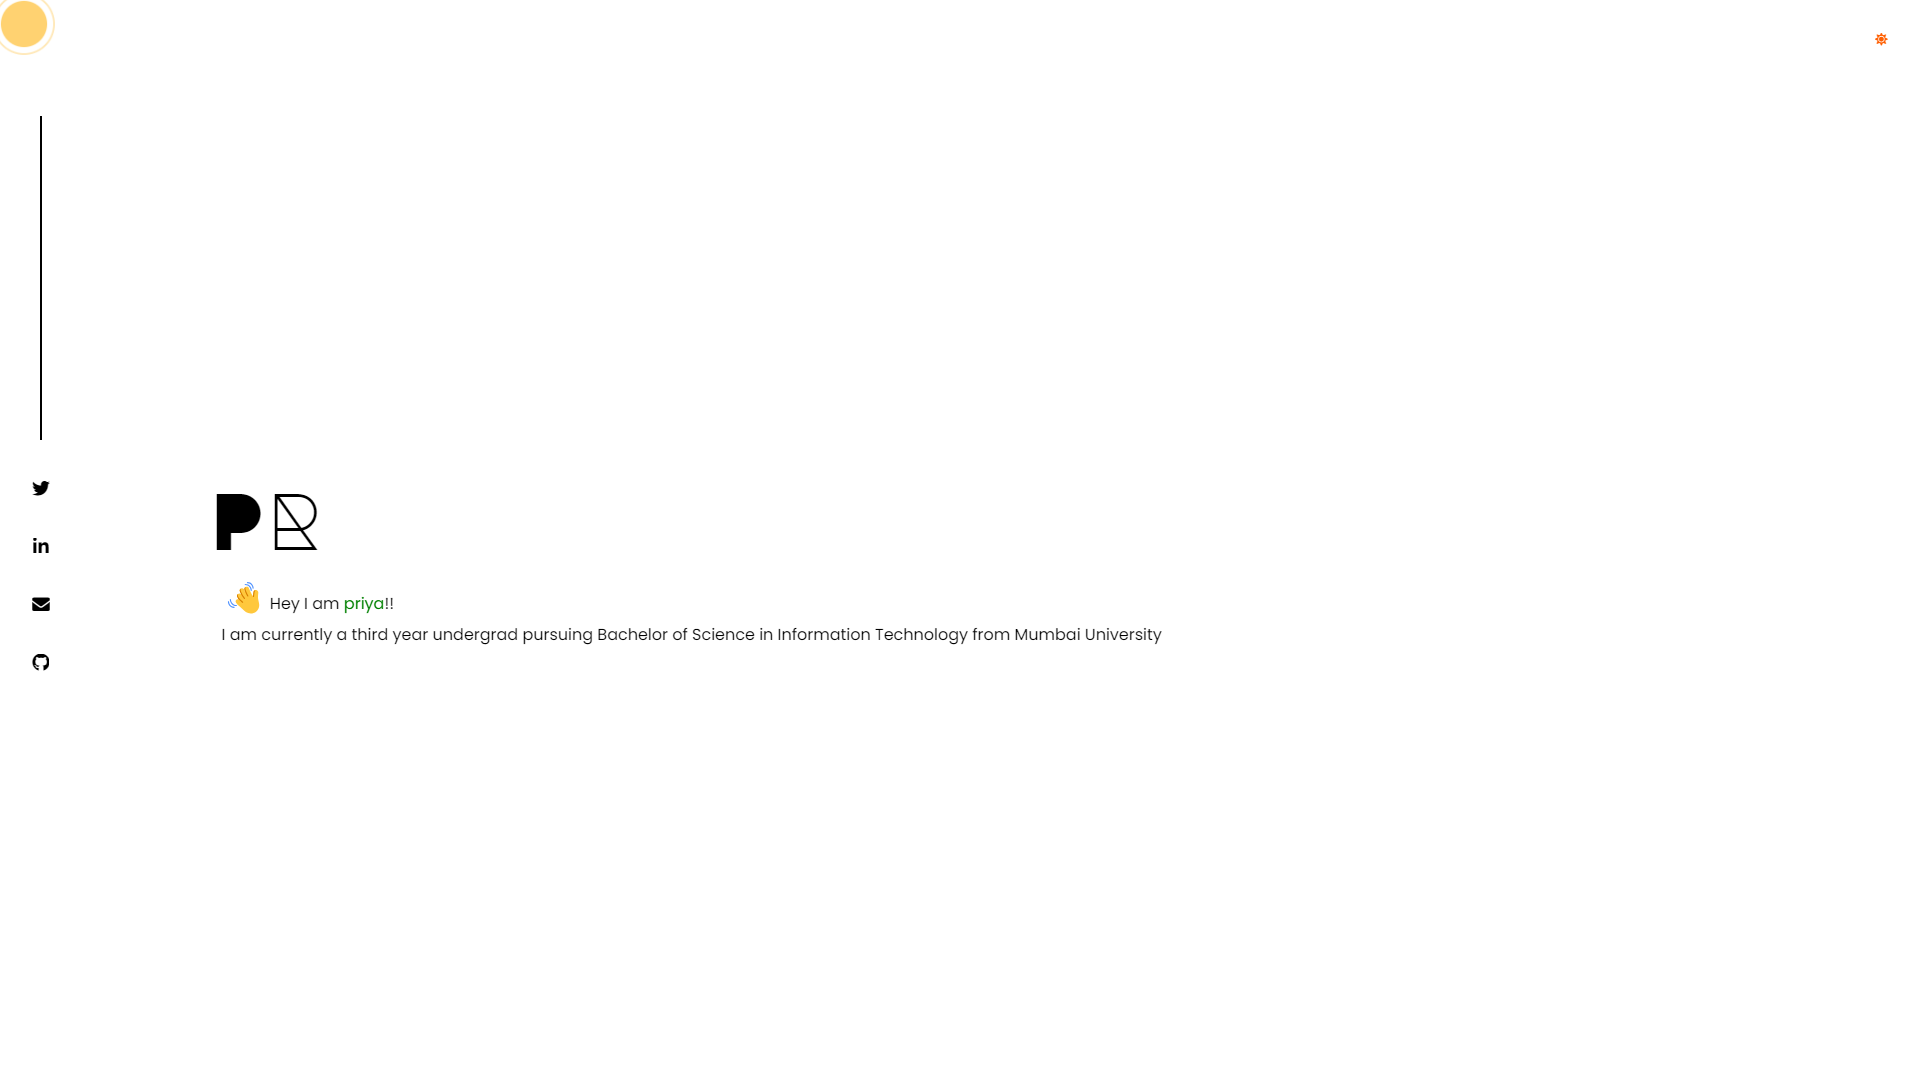 PR
Hey I am priya!!
I am currently a third year undergrad pursuing Bachelor of Science in Information Technology from Mumbai University